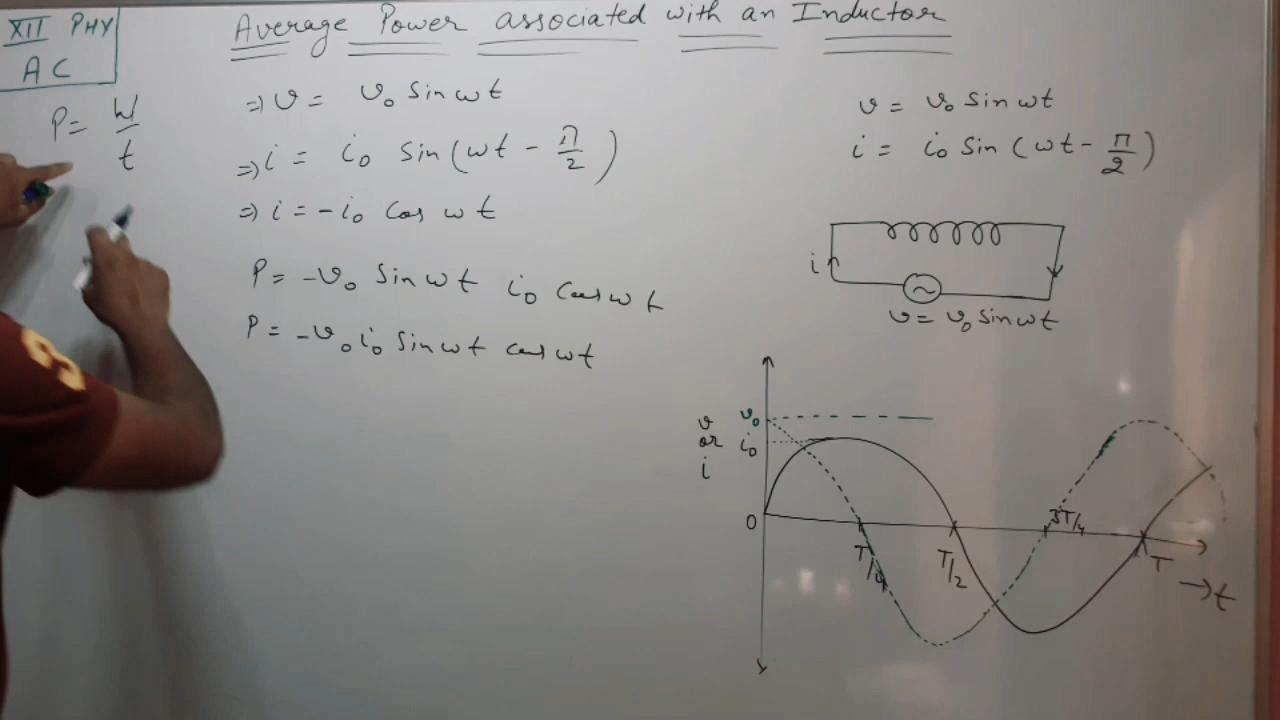 XII PHY
AC
Average Power associated with an Inductor
P = W/t
⇒ v = v₀ sin ωt
⇒ i = i₀ sin (ωt - π/2)
⇒ i = -i₀ cos ωt
P = -v₀ sin ωt i₀ cos ωt
P = -v₀ i₀ sin ωt cos ωt
v = v₀ sin ωt
i = i₀ sin (ωt - π/2)
i
v = v₀ sin ωt
v or i
v₀
i₀
0
T/4
T/2
3T/4
T
→ t